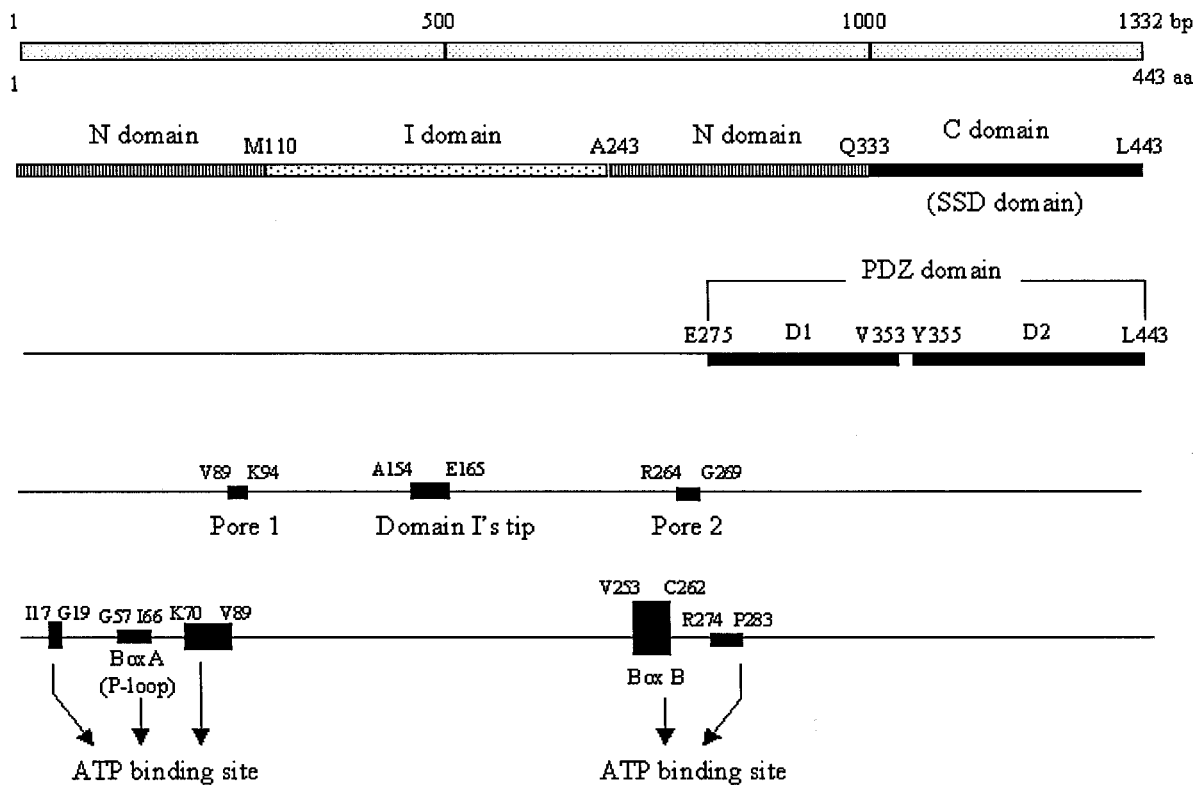 1 500 1000 1332 bp
1 443 aa
N domain I domain N domain C domain
M110 A243 Q333 L443
(SSD domain)
PDZ domain
E275 D1 V353 Y355 D2 L443
V89 K94 A154 E165 R264 G269
Pore 1 Domain I's tip Pore 2
I17 G19 G57 I66 K70 V89 V253 C262 R274 P283
Box A Box B
(P-loop)
ATP binding site ATP binding site